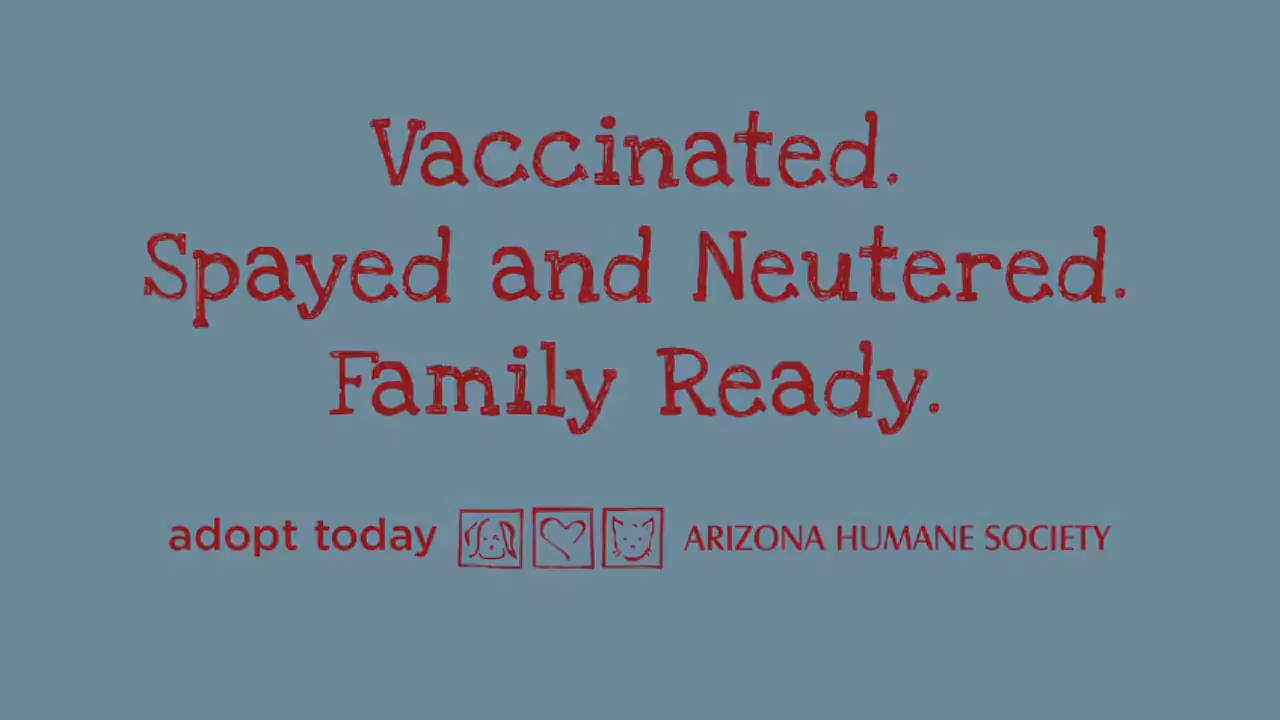 Vaccinated.
Spayed and Neutered.
Family Ready.
adopt today ARIZONA HUMANE SOCIETY